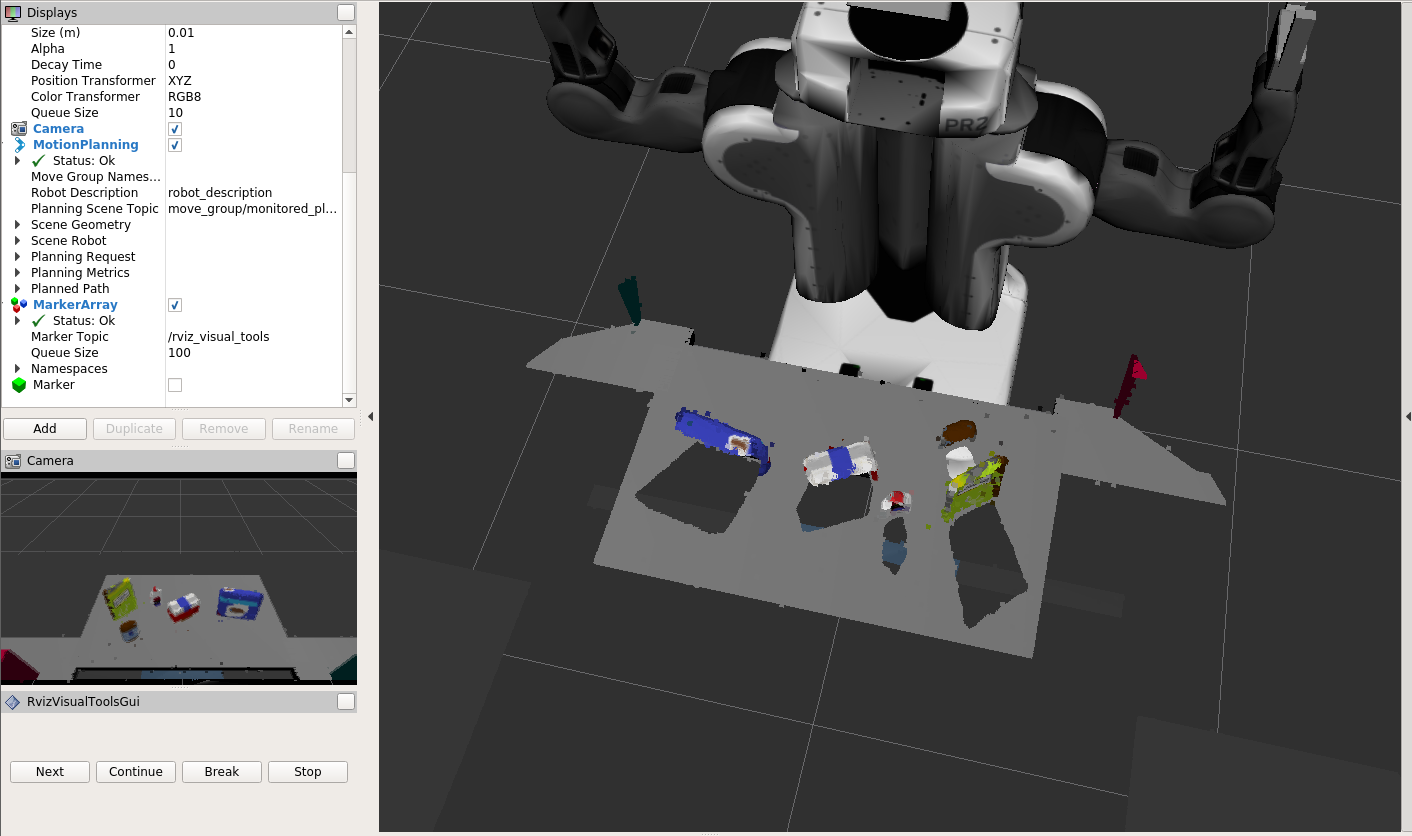 Displays
Size (m) 0.01
Alpha 1
Decay Time 0
Position Transformer XYZ
Color Transformer RGB8
Queue Size 10
Camera
MotionPlanning
Status: Ok
Move Group Names...
Robot Description robot_description
Planning Scene Topic move_group/monitored_pl...
Scene Geometry
Scene Robot
Planning Request
Planning Metrics
Planned Path
MarkerArray
Status: Ok
Marker Topic /rviz_visual_tools
Queue Size 100
Namespaces
Marker
Add Duplicate Remove Rename
Camera
RvizVisualToolsGui
Next Continue Break Stop
PR2